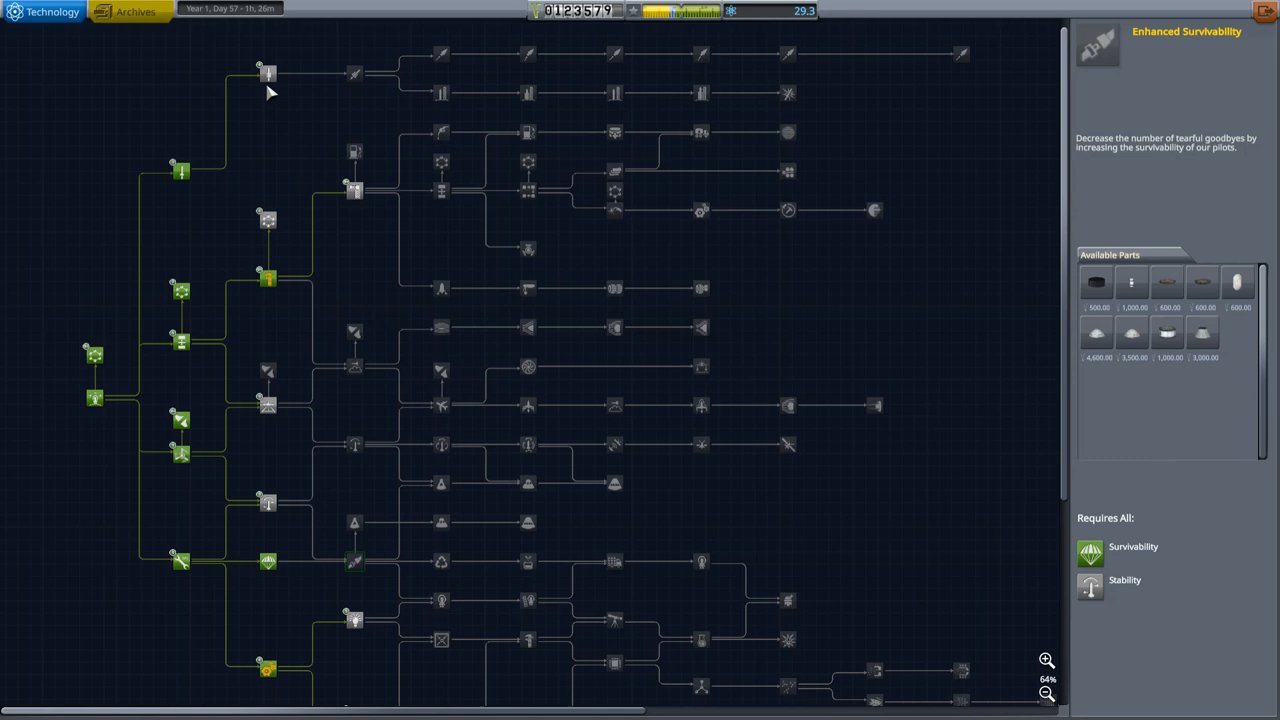 Technology
Archives
Year 1, Day 57 - 1h, 26m
0123579
29.3
Enhanced Survivability
Decrease the number of tearful goodbyes by
increasing the survivability of our pilots.
Available Parts
500.00 1,000.00 600.00 600.00 600.00
4,600.00 3,500.00 1,000.00 3,000.00
Requires All:
Survivability
Stability
64%